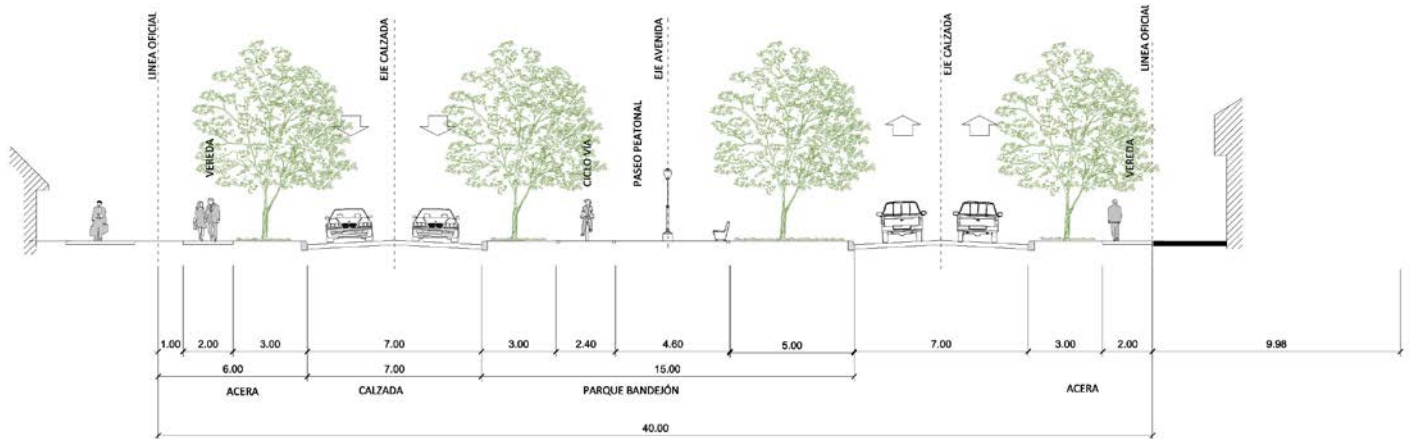 LINEA OFICIAL
VEREDA
EJE CALZADA
CICLO VIA
PASEO PEATONAL
EJE AVENIDA
EJE CALZADA
VEREDA
LINEA OFICIAL
1.00 2.00 3.00 7.00 3.00 2.40 4.60 5.00 7.00 3.00 2.00 9.98
6.00 7.00 15.00
ACERA CALZADA PARQUE BANDEJÓN ACERA
40.00